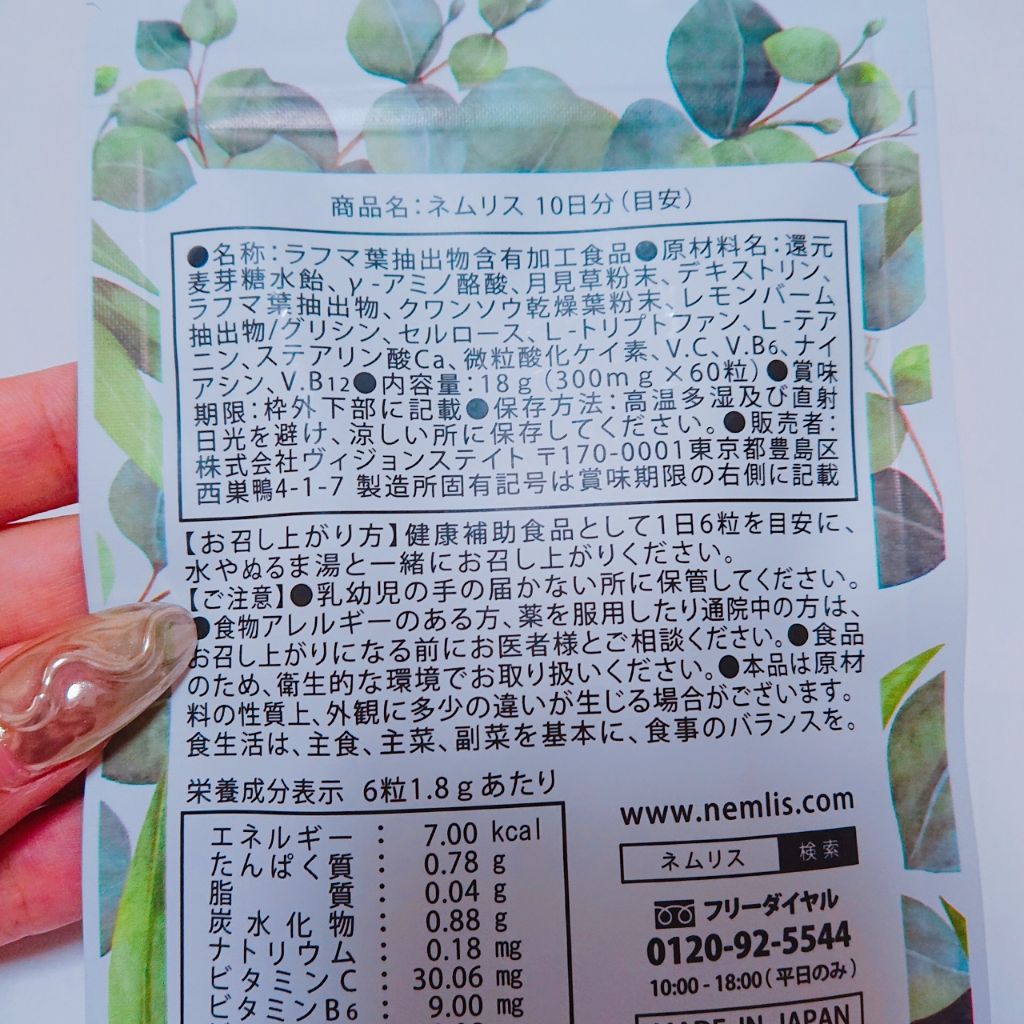 商品名：ネムリス 10日分（目安）
●名称：ラフマ葉抽出物含有加工食品●原材料名：還元
麦芽糖水飴、γ-アミノ酪酸、月見草粉末、デキストリン、
ラフマ葉抽出物、クワンソウ乾燥葉粉末、レモンバーム
抽出物/グリシン、セルロース、L-トリプトファン、L-テア
ニン、ステアリン酸Ca、微粒酸化ケイ素、V.C、V.B6、ナイ
アシン、V.B12●内容量：18g（300mg×60粒）●賞味
期限：枠外下部に記載●保存方法：高温多湿及び直射
日光を避け、涼しい所に保存してください。●販売者：
株式会社ヴィジョンステイト 〒170-0001東京都豊島区
西巣鴨4-1-7 製造所固有記号は賞味期限の右側に記載
【お召し上がり方】健康補助食品として1日6粒を目安に、
水やぬるま湯と一緒にお召し上がりください。
【ご注意】●乳幼児の手の届かない所に保管してください。
●食物アレルギーのある方、薬を服用したり通院中の方は、
お召し上がりになる前にお医者様とご相談ください。●食品
のため、衛生的な環境でお取り扱いください。●本品は原材
料の性質上、外観に多少の違いが生じる場合がございます。
食生活は、主食、主菜、副菜を基本に、食事のバランスを。
栄養成分表示 6粒1.8gあたり
エネルギー：7.00 kcal
たんぱく質：0.78 g
脂質：0.04 g
炭水化物：0.88 g
ナトリウム：0.18 mg
ビタミンC：30.06 mg
ビタミンB6：9.00 mg
www.nemlis.com
ネムリス 検索
フリーダイヤル
0120-92-5544
10:00-18:00（平日のみ）
MADE IN JAPAN